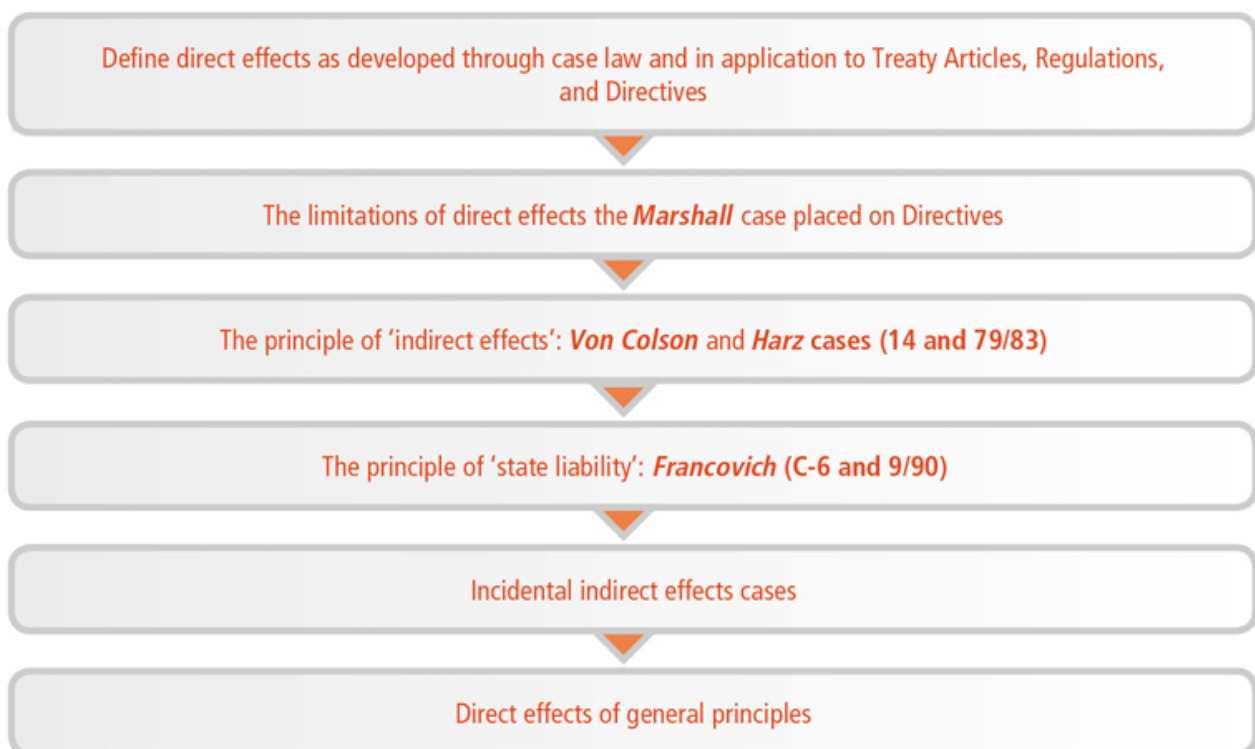 Define direct effects as developed through case law and in application to Treaty Articles, Regulations,
and Directives
The limitations of direct effects the Marshall case placed on Directives
The principle of ‘indirect effects’: Von Colson and Harz cases (14 and 79/83)
The principle of ‘state liability’: Francovich (C-6 and 9/90)
Incidental indirect effects cases
Direct effects of general principles